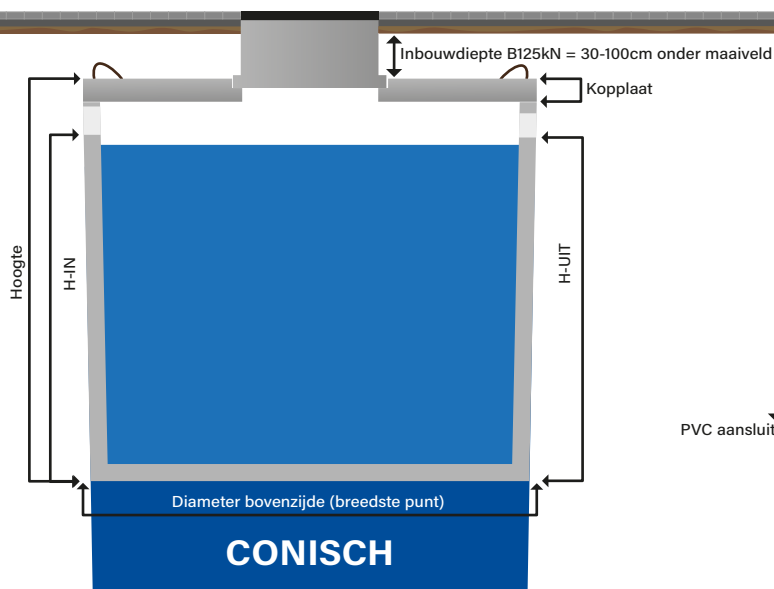 Inbouwdiepte B125kN = 30-100cm onder maaiveld
Kopplaat
Hoogte
H-IN
H-UIT
PVC aansluit
Diameter bovenzijde (breedste punt)
CONISCH